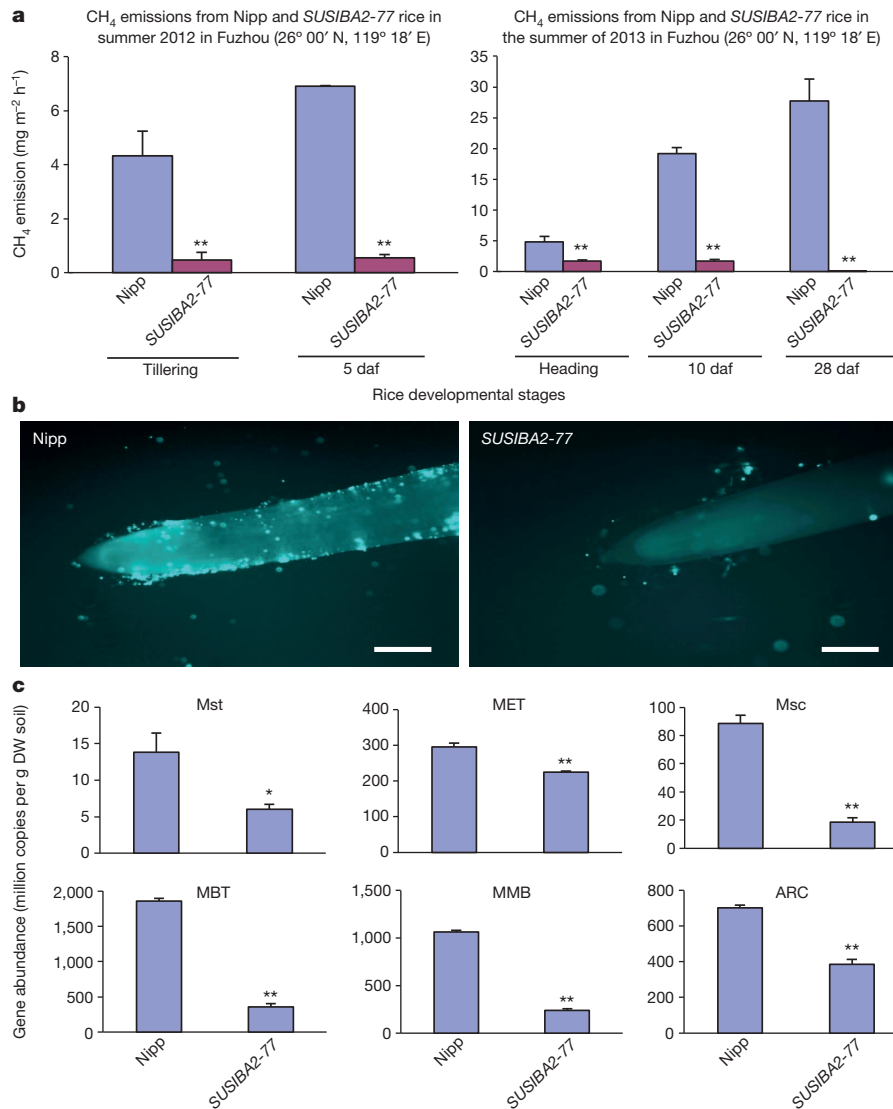 a
CH₄ emissions from Nipp and SUSIBA2-77 rice in
summer 2012 in Fuzhou (26º 00′ N, 119º 18′ E)
CH₄ emissions from Nipp and SUSIBA2-77 rice in
the summer of 2013 in Fuzhou (26º 00′ N, 119º 18′ E)
CH₄ emission (mg m⁻² h⁻¹)
8
6
4
2
0
**
**
Nipp
SUSIBA2-77
Nipp
SUSIBA2-77
Tillering
5 daf
35
30
25
20
15
10
5
0
**
**
**
Nipp
SUSIBA2-77
Nipp
SUSIBA2-77
Nipp
SUSIBA2-77
Heading
10 daf
28 daf
Rice developmental stages
b
Nipp
SUSIBA2-77
c
Gene abundance (million copies per g DW soil)
Mst
20
15
10
5
0
*
MET
400
300
200
100
0
**
Msc
100
80
60
40
20
0
**
MBT
2,000
1,500
1,000
500
0
**
Nipp
SUSIBA2-77
MMB
1,500
1,000
500
0
**
Nipp
SUSIBA2-77
ARC
800
600
400
200
0
**
Nipp
SUSIBA2-77